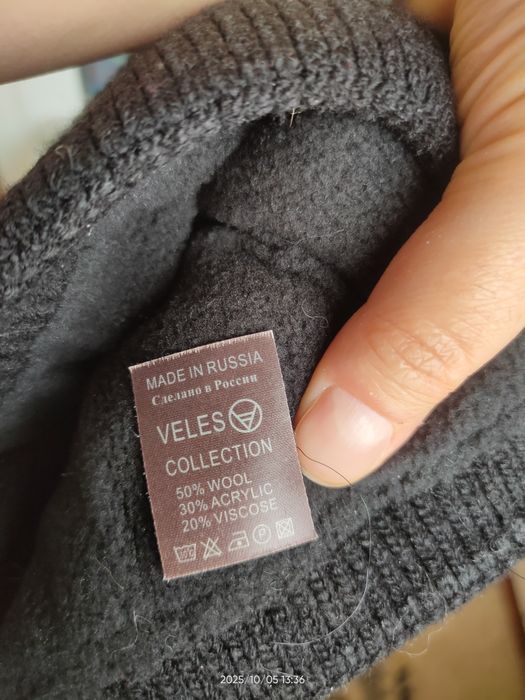 MADE IN RUSSIA
Сделано в России
VELES
COLLECTION
50% WOOL
30% ACRYLIC
20% VISCOSE
P
2025/10/05 13:36